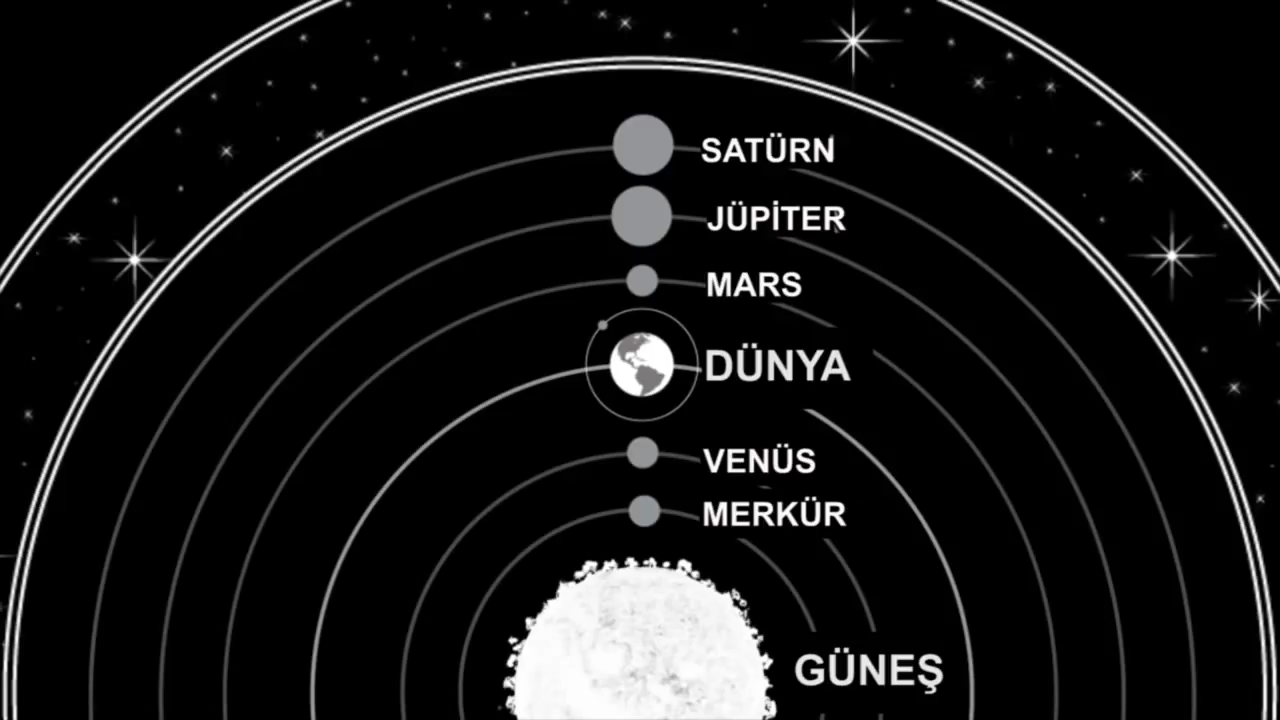 SATÜRN
JÜPİTER
MARS
DÜNYA
VENÜS
MERKÜR
GÜNEŞ